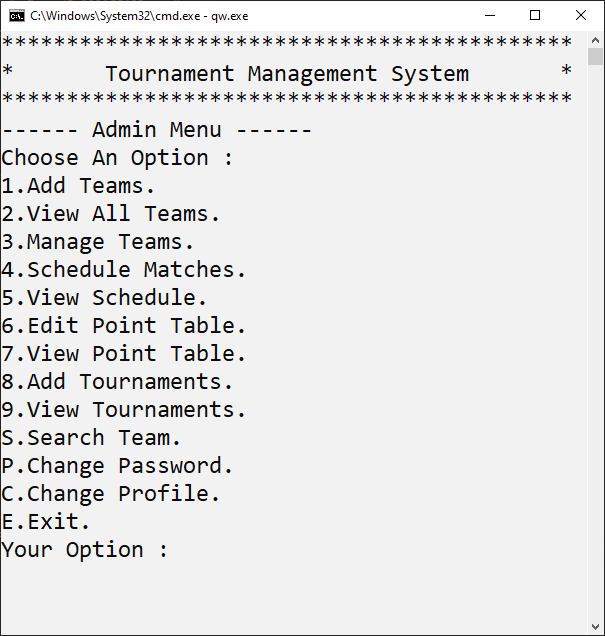 C:\Windows\System32\cmd.exe - qw.exe
********************************************
*       Tournament Management System       *
********************************************
------ Admin Menu ------
Choose An Option :
1.Add Teams.
2.View All Teams.
3.Manage Teams.
4.Schedule Matches.
5.View Schedule.
6.Edit Point Table.
7.View Point Table.
8.Add Tournaments.
9.View Tournaments.
S.Search Team.
P.Change Password.
C.Change Profile.
E.Exit.
Your Option :